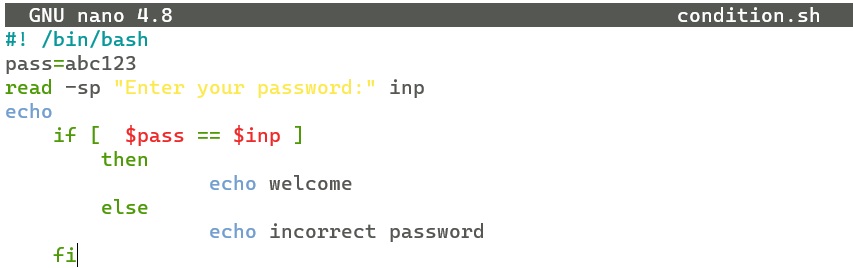 GNU nano 4.8 condition.sh
#! /bin/bash
pass=abc123
read -sp "Enter your password:" inp
echo
if [  $pass == $inp ]
then
echo welcome
else
echo incorrect password
fi